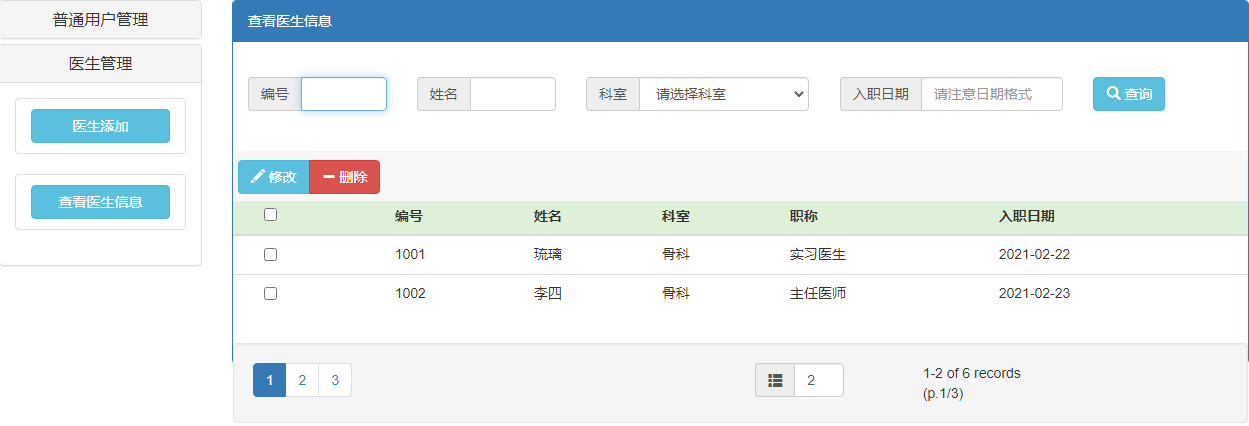 普通用户管理
医生管理
医生添加
查看医生信息
查看医生信息
编号 姓名 科室 请选择科室 入职日期 请注意日期格式 查询
修改 删除
编号 姓名 科室 职称 入职日期
1001 琉璃 骨科 实习医生 2021-02-22
1002 李四 骨科 主任医师 2021-02-23
1 2 3 2 1-2 of 6 records
(p.1/3)